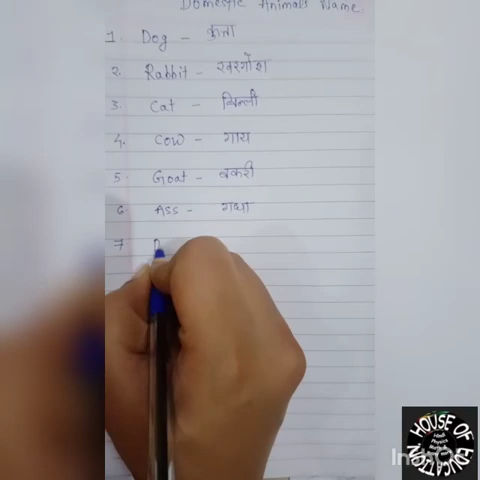 Domestic Animals Name
1. Dog - कुत्ता
2. Rabbit - खरगोश
3. Cat - बिल्ली
4. Cow - गाय
5. Goat - बकरी
6. Ass - गधा
7.
HOUSE OF EDUCATION